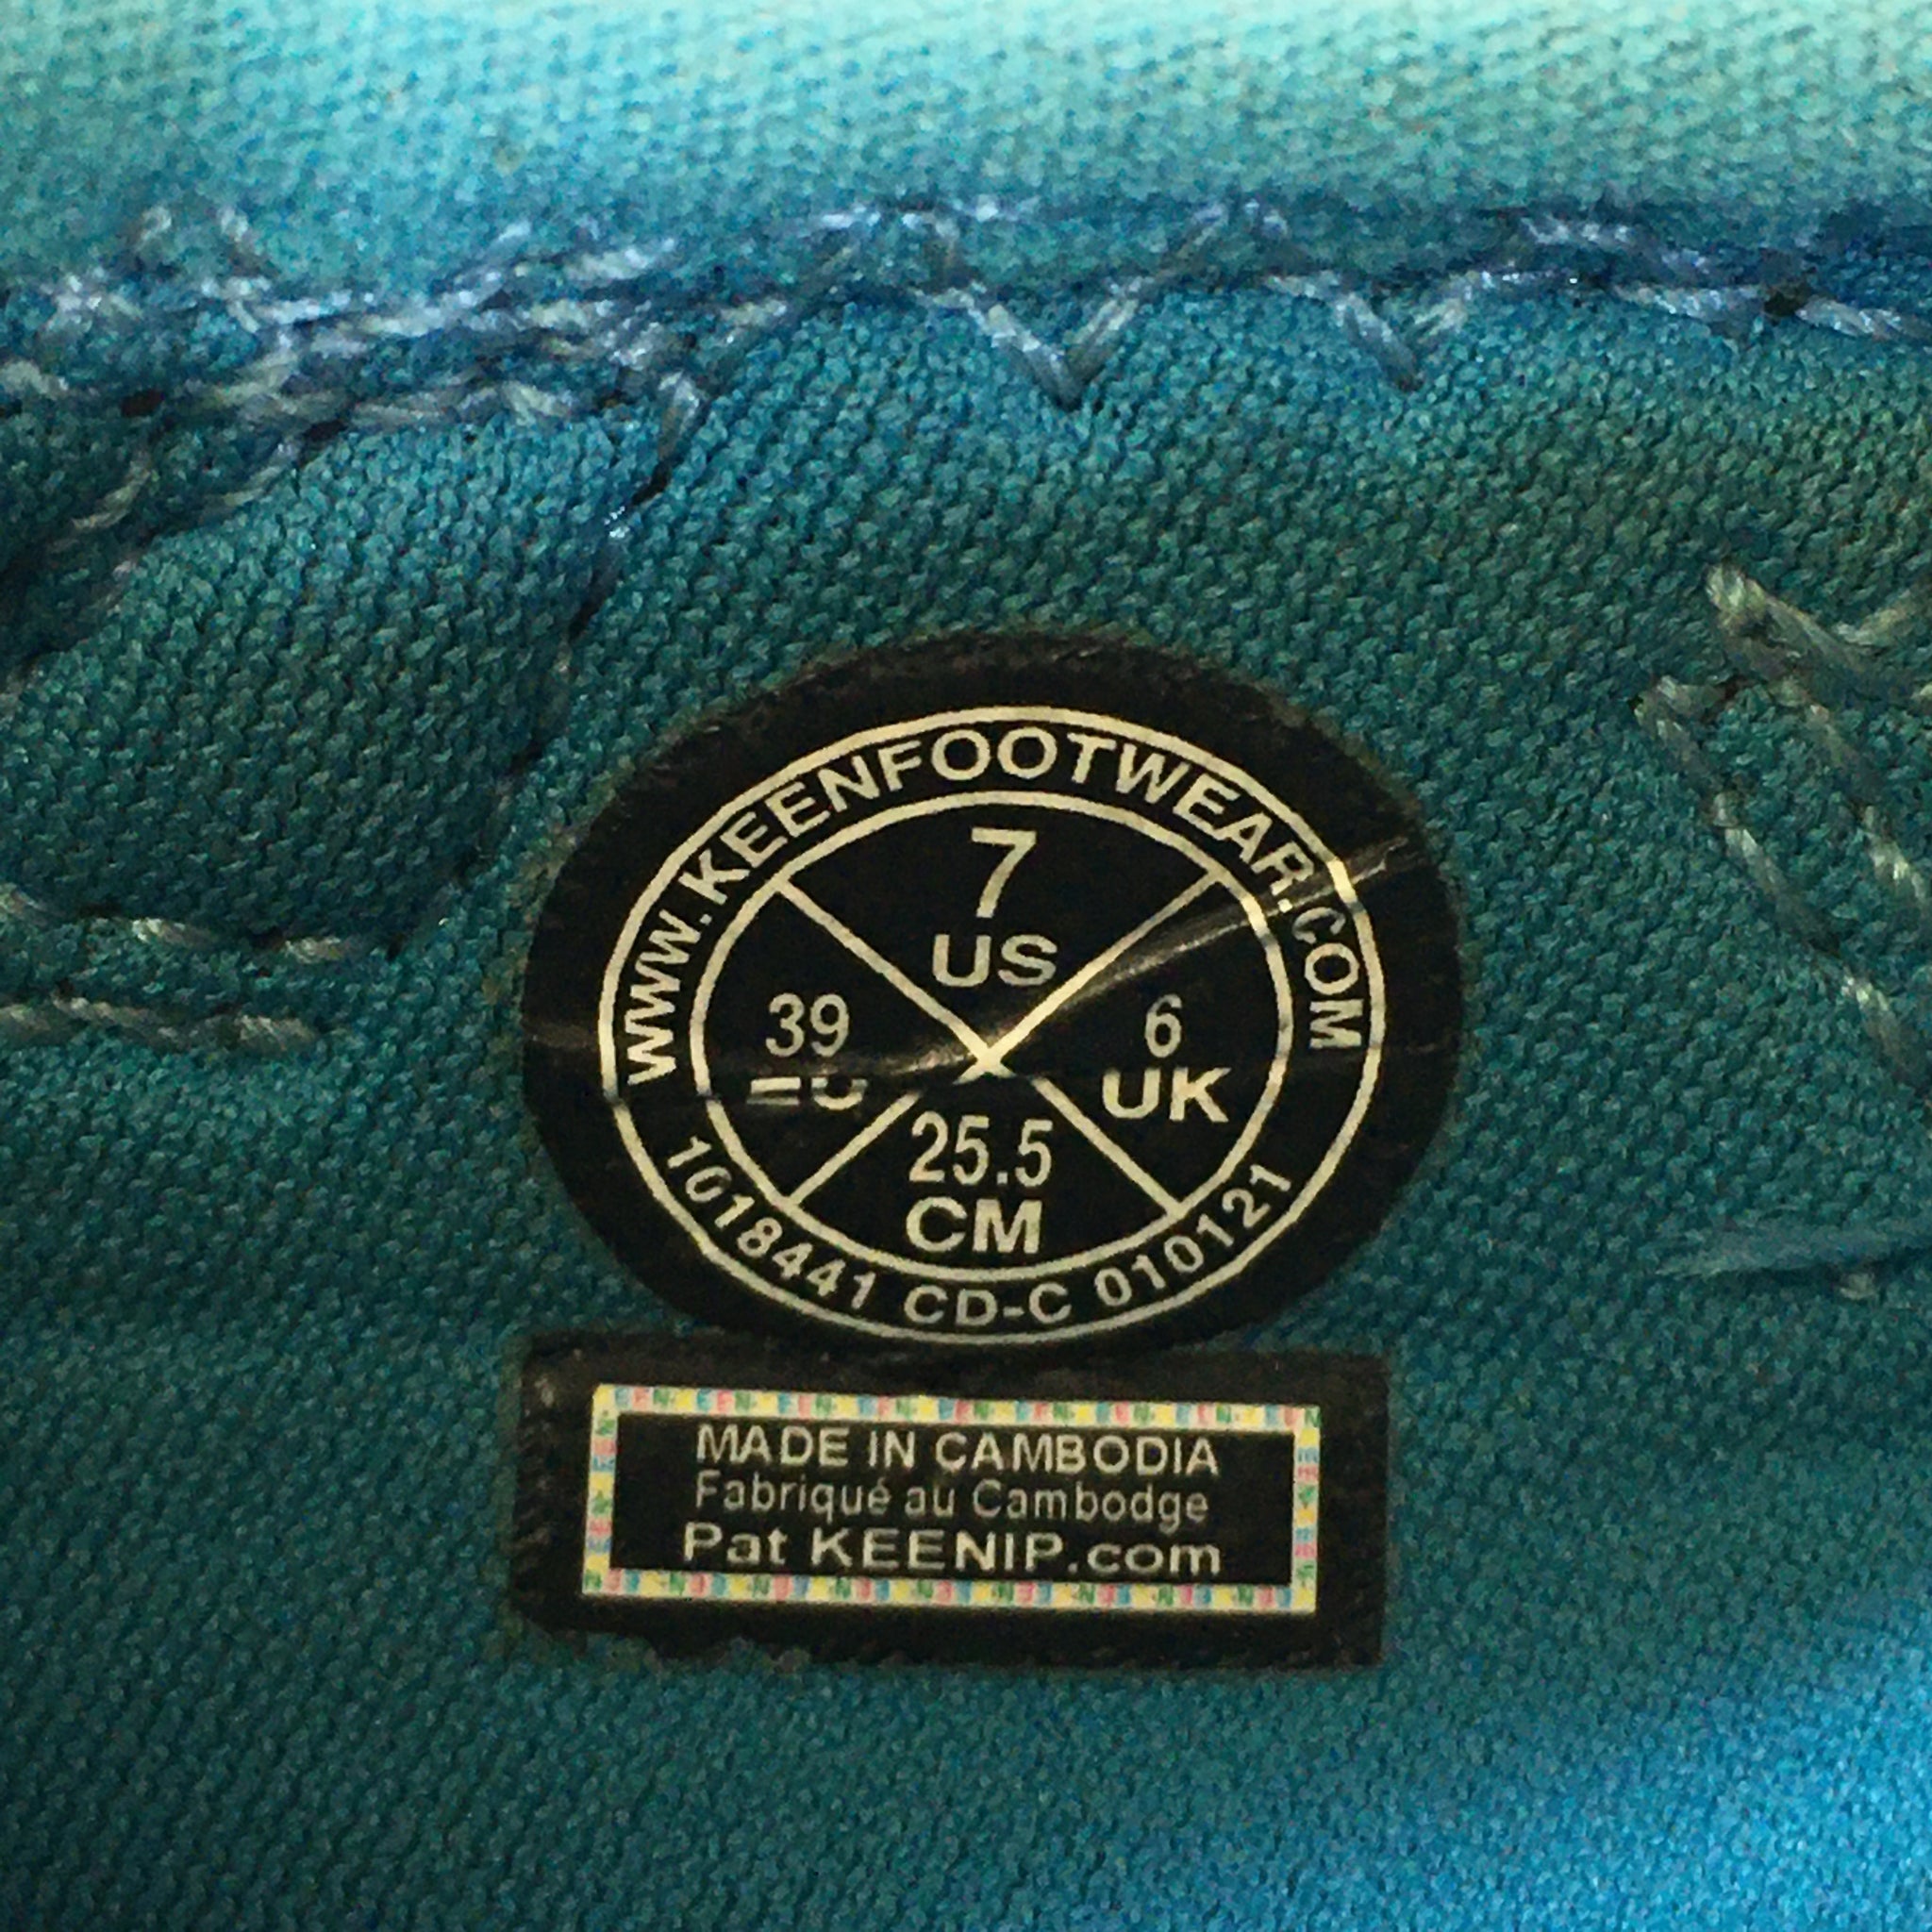 WWW.KEENFOOTWEAR.COM
7
US
39
EU
6
UK
25.5
CM
1018441 CD-C 010121
MADE IN CAMBODIA
Fabriqué au Cambodge
Pat KEENIP.com